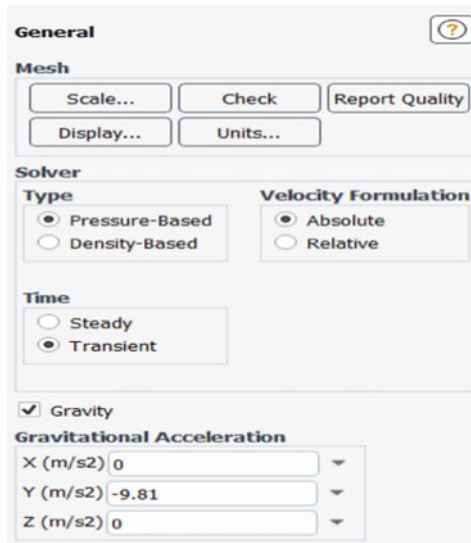 General
?
Mesh
Scale... Check Report Quality
Display... Units...
Solver
Type Velocity Formulation
Pressure-Based Absolute
Density-Based Relative
Time
Steady
Transient
Gravity
Gravitational Acceleration
X (m/s2) 0
Y (m/s2) -9.81
Z (m/s2) 0